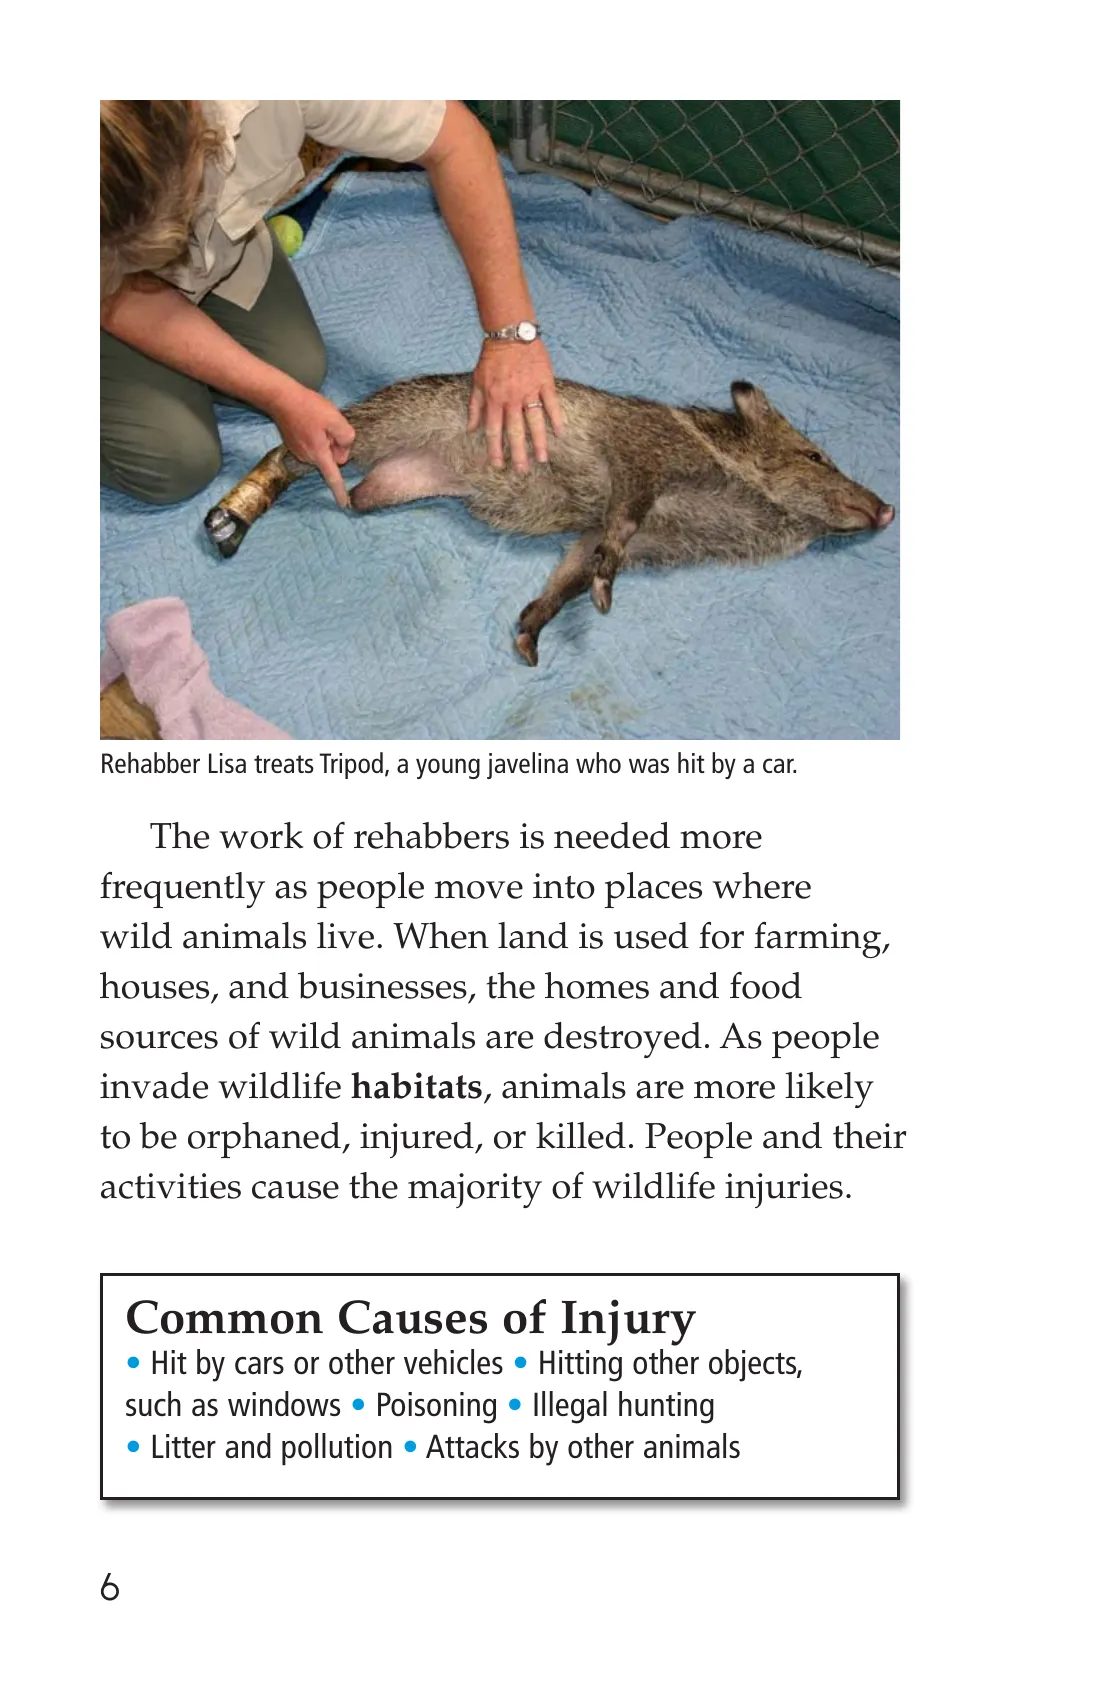 Rehabber Lisa treats Tripod, a young javelina who was hit by a car.
The work of rehabbers is needed more
frequently as people move into places where
wild animals live. When land is used for farming,
houses, and businesses, the homes and food
sources of wild animals are destroyed. As people
invade wildlife habitats, animals are more likely
to be orphaned, injured, or killed. People and their
activities cause the majority of wildlife injuries.
Common Causes of Injury
• Hit by cars or other vehicles • Hitting other objects,
such as windows • Poisoning • Illegal hunting
• Litter and pollution • Attacks by other animals
6